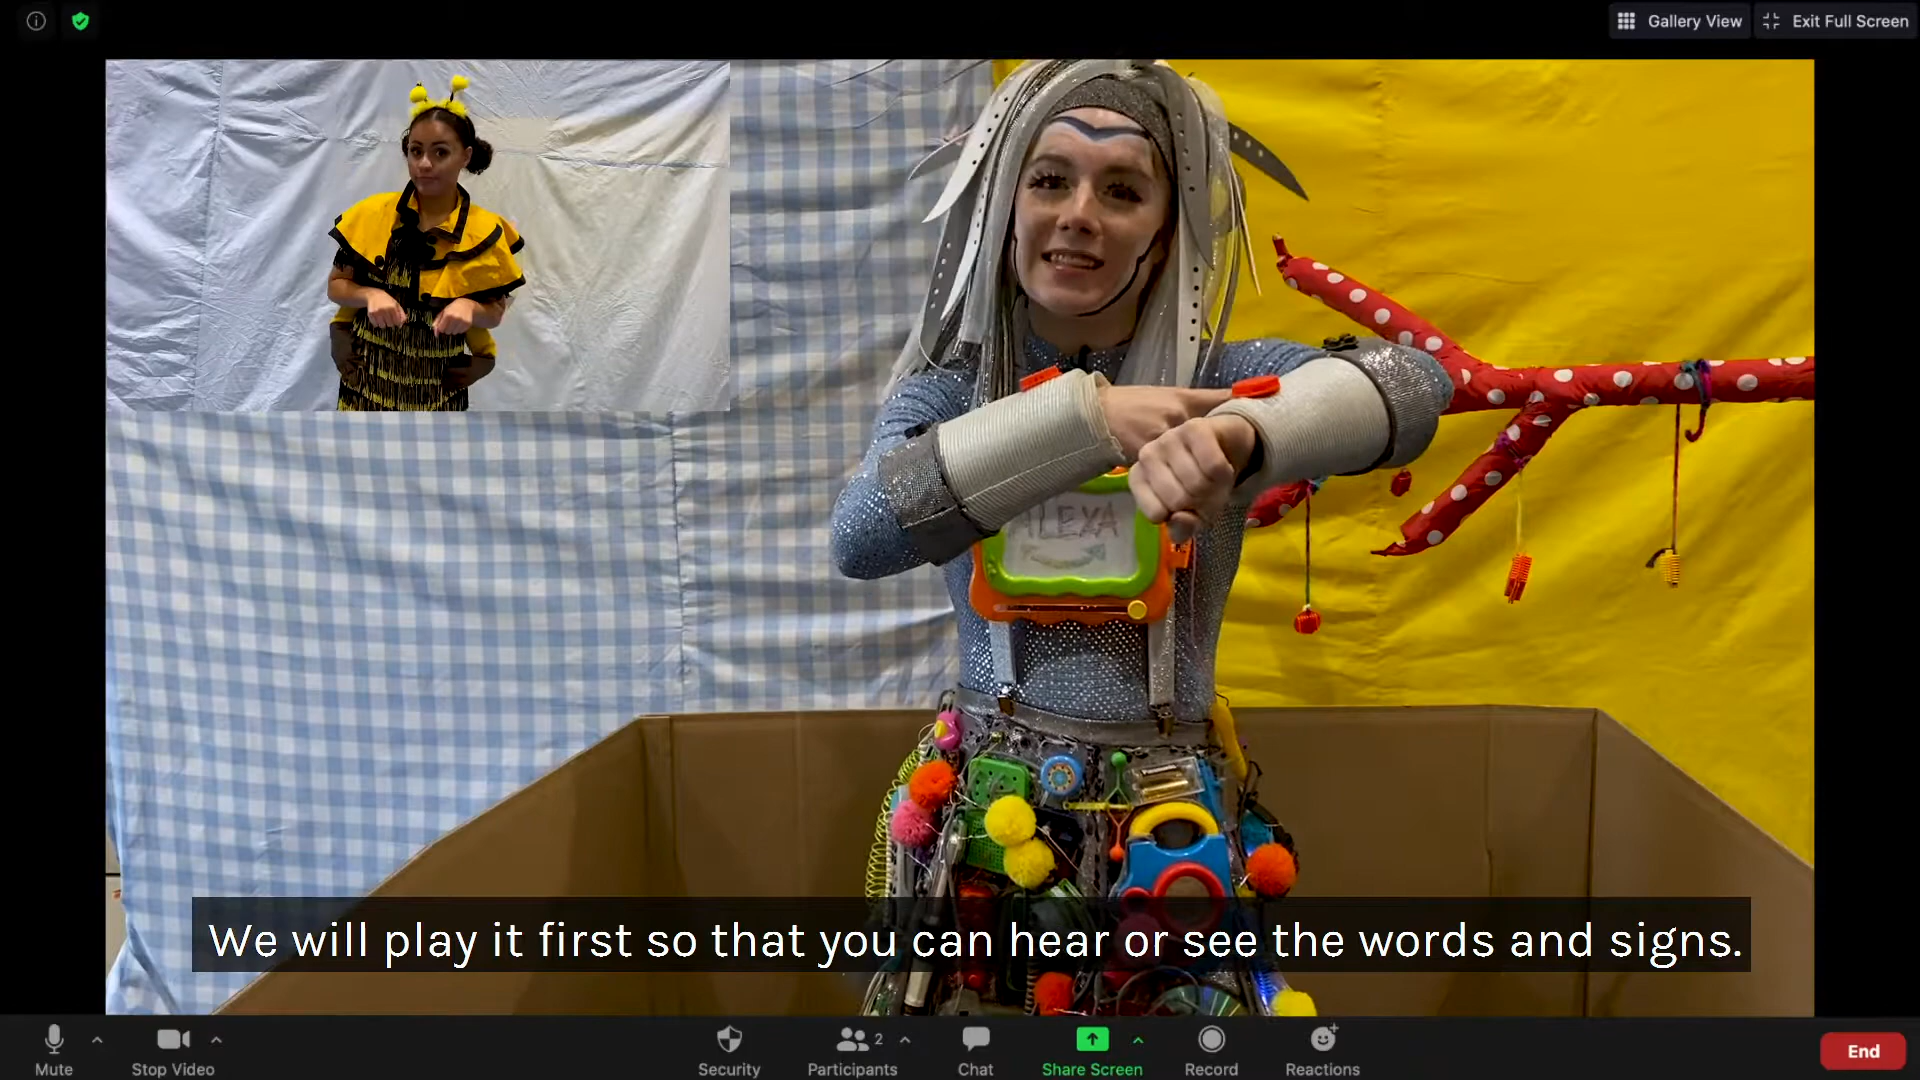 Gallery View
Exit Full Screen
ALEXA
We will play it first so that you can hear or see the words and signs.
Mute
Stop Video
Security
Participants
2
Chat
Share Screen
Record
Reactions
End